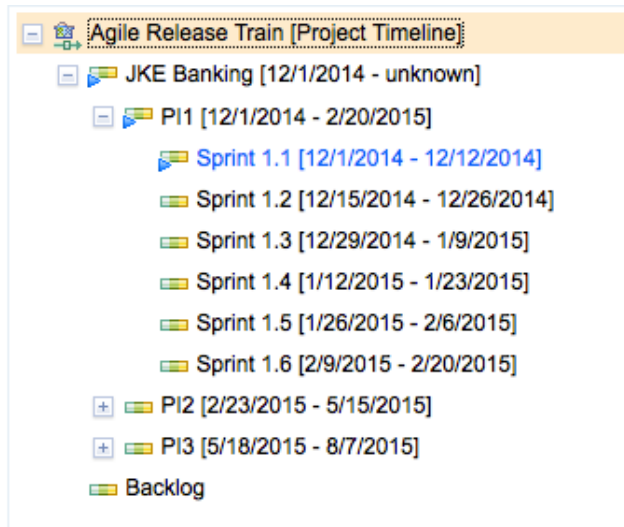 Agile Release Train [Project Timeline]
JKE Banking [12/1/2014 - unknown]
PI1 [12/1/2014 - 2/20/2015]
Sprint 1.1 [12/1/2014 - 12/12/2014]
Sprint 1.2 [12/15/2014 - 12/26/2014]
Sprint 1.3 [12/29/2014 - 1/9/2015]
Sprint 1.4 [1/12/2015 - 1/23/2015]
Sprint 1.5 [1/26/2015 - 2/6/2015]
Sprint 1.6 [2/9/2015 - 2/20/2015]
PI2 [2/23/2015 - 5/15/2015]
PI3 [5/18/2015 - 8/7/2015]
Backlog